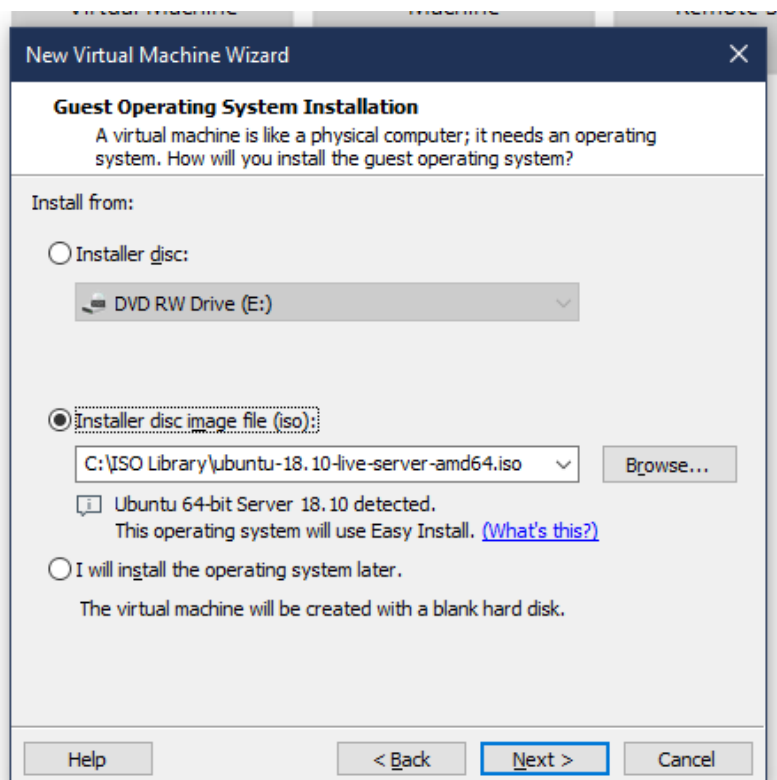 Virtual Machine
Machine
New Virtual Machine Wizard
Guest Operating System Installation
A virtual machine is like a physical computer; it needs an operating
system. How will you install the guest operating system?
Install from:
Installer disc:
DVD RW Drive (E:)
Installer disc image file (iso):
C:\ISO Library\ubuntu-18.10-live-server-amd64.iso
Browse...
Ubuntu 64-bit Server 18.10 detected.
This operating system will use Easy Install. (What's this?)
I will install the operating system later.
The virtual machine will be created with a blank hard disk.
Help
< Back
Next >
Cancel